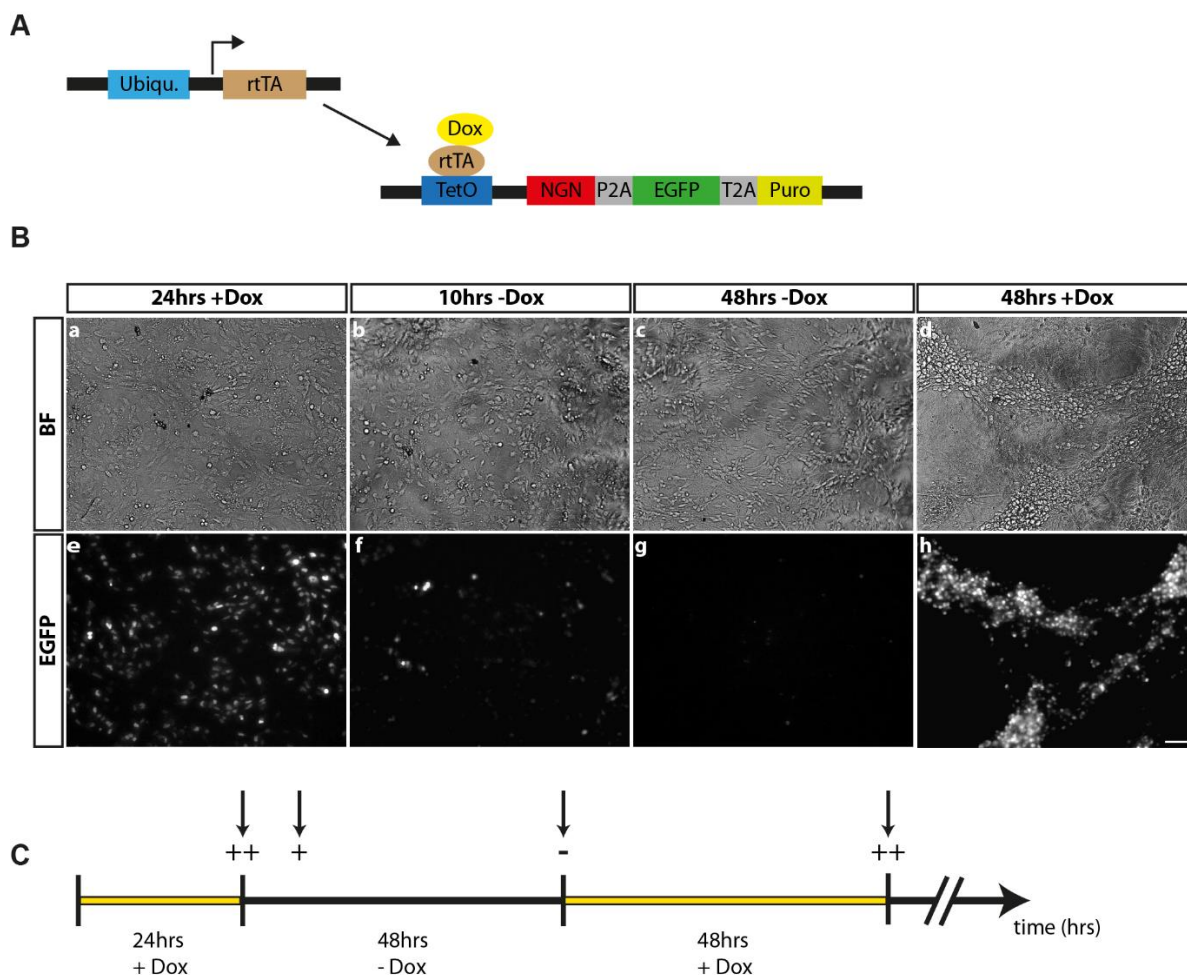 A
Ubiqu.
rtTA
Dox
rtTA
TetO
NGN
P2A
EGFP
T2A
Puro
B
24hrs +Dox
10hrs -Dox
48hrs -Dox
48hrs +Dox
BF
a
b
c
d
EGFP
e
f
g
h
C
++
+
-
++
24hrs
+ Dox
48hrs
- Dox
48hrs
+ Dox
time (hrs)